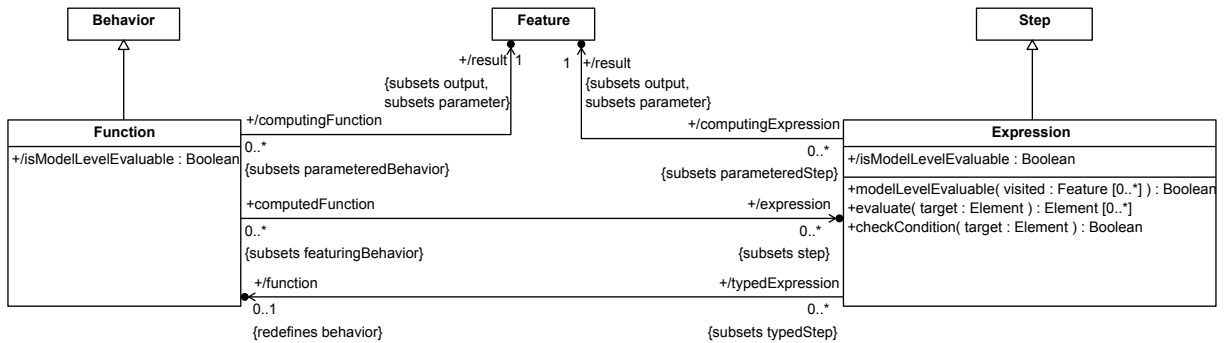 Behavior
Feature
Step
+/result 1
1 +/result
{subsets output,
subsets parameter}
{subsets output,
subsets parameter}
Function
+/isModelLevelEvaluable : Boolean
+/computingFunction
0..*
{subsets parameteredBehavior}
+/computingExpression
0..*
{subsets parameteredStep}
Expression
+/isModelLevelEvaluable : Boolean
+modelLevelEvaluable( visited : Feature [0..*] ) : Boolean
+evaluate( target : Element ) : Element [0..*]
+checkCondition( target : Element ) : Boolean
+computedFunction
0..*
{subsets featuringBehavior}
+/expression
0..*
{subsets step}
+/function
0..1
{redefines behavior}
+/typedExpression
0..*
{subsets typedStep}